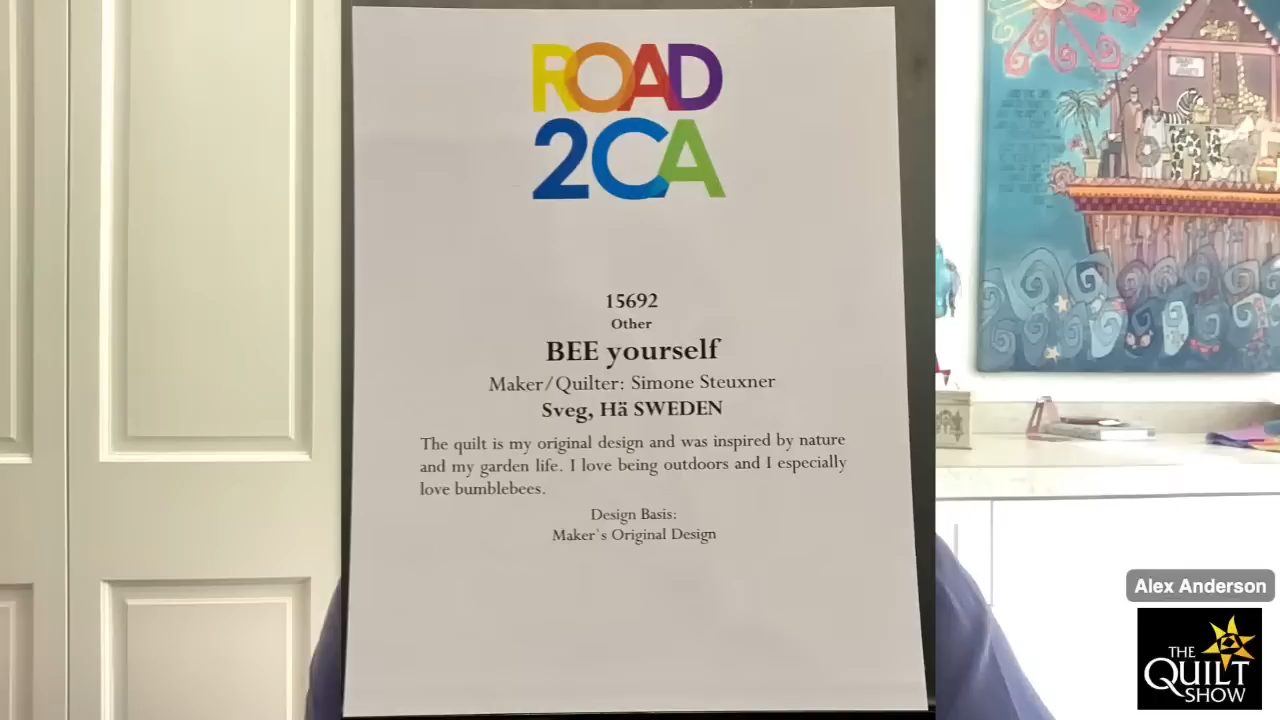 ROAD
2CA
15692
Other
BEE yourself
Maker/Quilter: Simone Steuxner
Sveg, Hä SWEDEN
The quilt is my original design and was inspired by nature
and my garden life. I love being outdoors and I especially
love bumblebees.
Design Basis:
Maker`s Original Design
Alex Anderson
THE
QUILT
SHOW